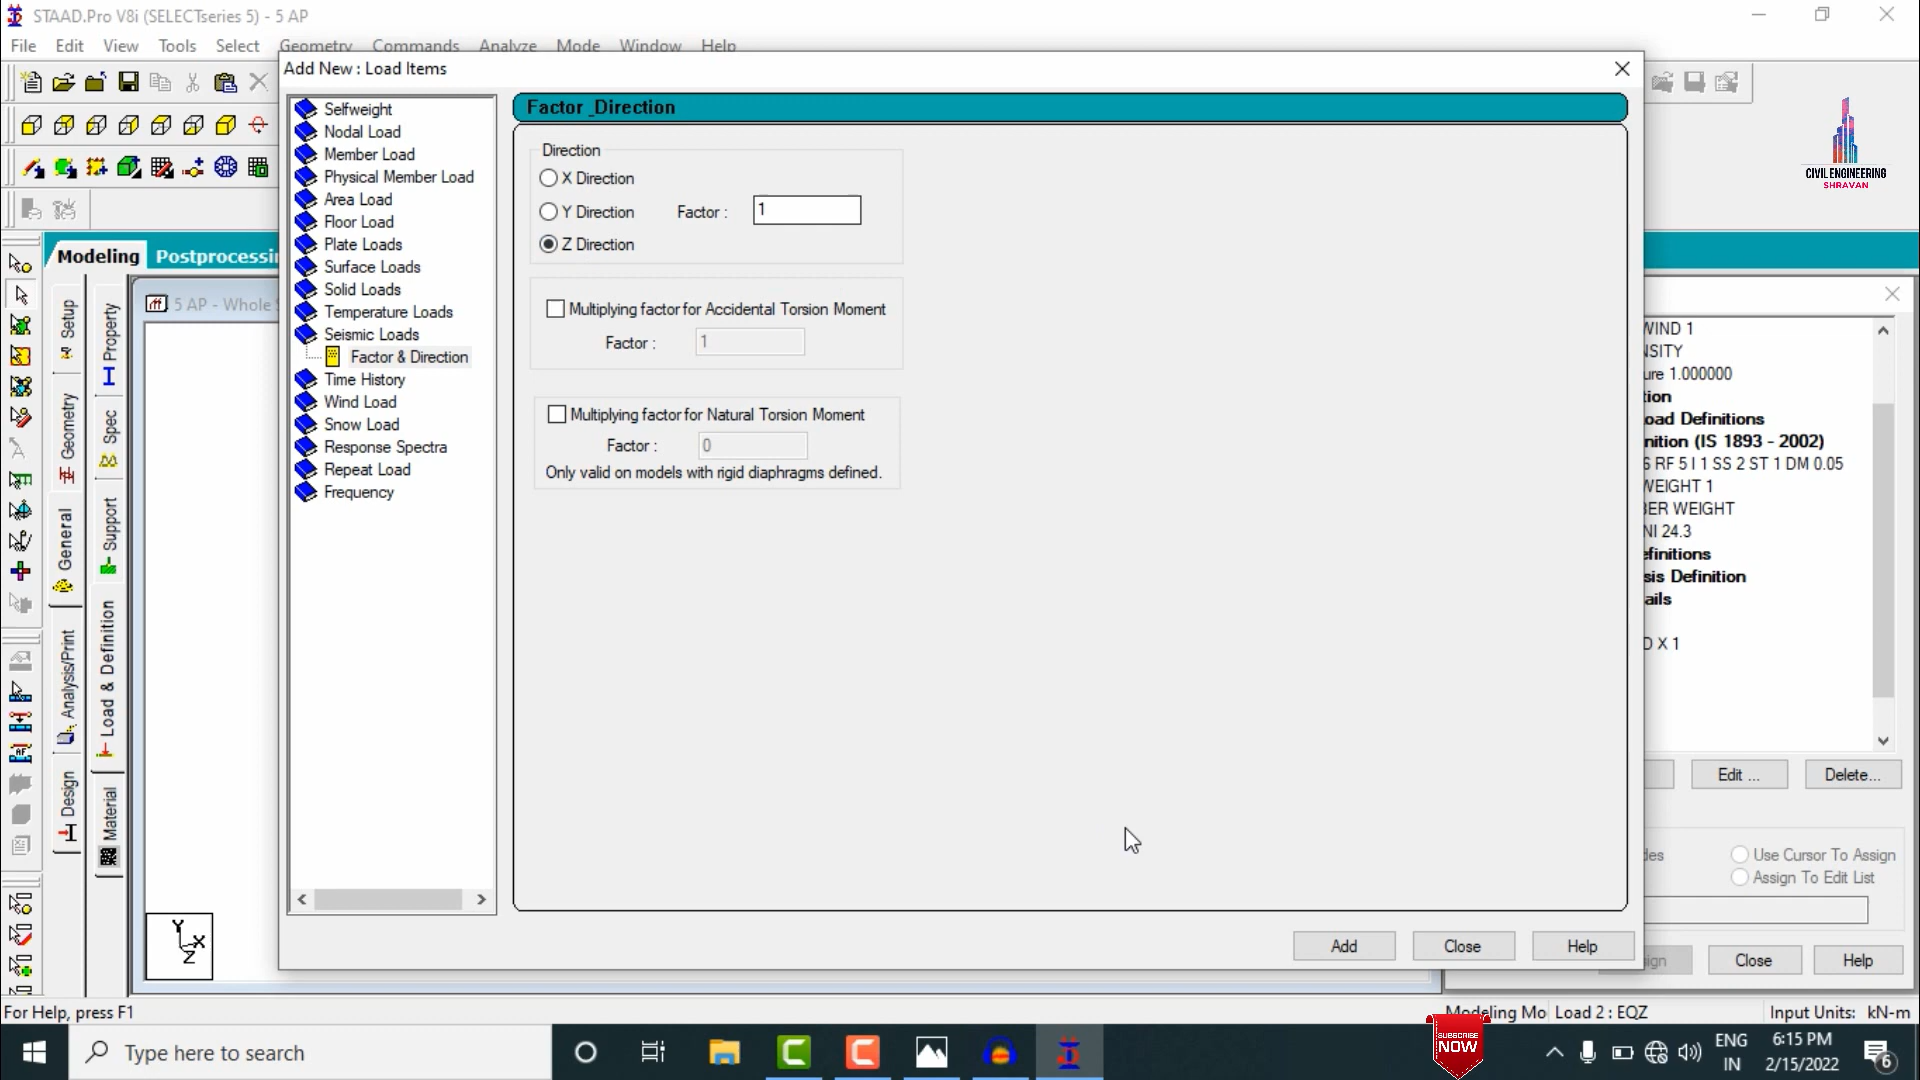 STAAD.Pro V8i (SELECTseries 5) - 5 AP
File Edit View Tools Select Geometry Commands Analyze Mode Window Help
Add New : Load Items
Selfweight
Nodal Load
Member Load
Physical Member Load
Area Load
Floor Load
Plate Loads
Surface Loads
Solid Loads
Temperature Loads
Seismic Loads
Factor & Direction
Time History
Wind Load
Snow Load
Response Spectra
Repeat Load
Frequency
Factor _Direction
Direction
X Direction
Y Direction Factor : 1
Z Direction
Multiplying factor for Accidental Torsion Moment
Factor : 1
Multiplying factor for Natural Torsion Moment
Factor : 0
Only valid on models with rigid diaphragms defined.
Add Close Help
CIVIL ENGINEERING
SHRAVAN
Modeling Postprocessin
5 AP - Whole
Setup
Geometry
General
Analysis/Print
Design
Property
Spec
Support
Load & Definition
Material
Y
X
Z
WIND 1
NSITY
ure 1.000000
tion
oad Definitions
nition (IS 1893 - 2002)
6 RF 5 I 1 SS 2 ST 1 DM 0.05
WEIGHT 1
BER WEIGHT
NI 24.3
efinitions
sis Definition
ails
D X 1
Edit ... Delete...
des
Use Cursor To Assign
Assign To Edit List
ign Close Help
For Help, press F1
Modeling Mo Load 2 : EQZ Input Units: kN-m
Type here to search
SUBSCRIBE
NOW
ENG
IN
6:15 PM
2/15/2022
6